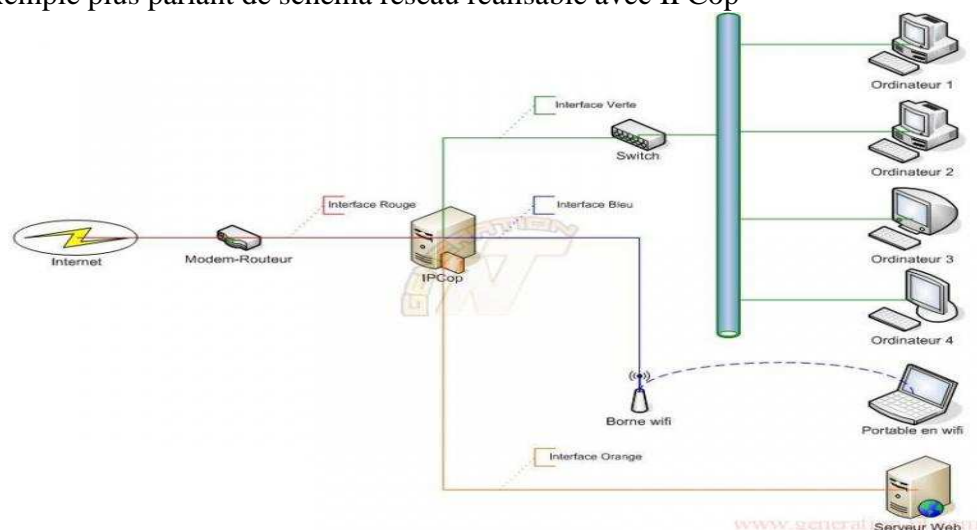 exemple plus parlant de schéma réseau réalisable avec IPCop
Interface Verte
Ordinateur 1
Switch
Ordinateur 2
Interface Rouge
Interface Bleu
Internet
Modem-Routeur
IPCop
Ordinateur 3
Ordinateur 4
Borne wifi
Portable en wifi
Interface Orange
Serveur Web